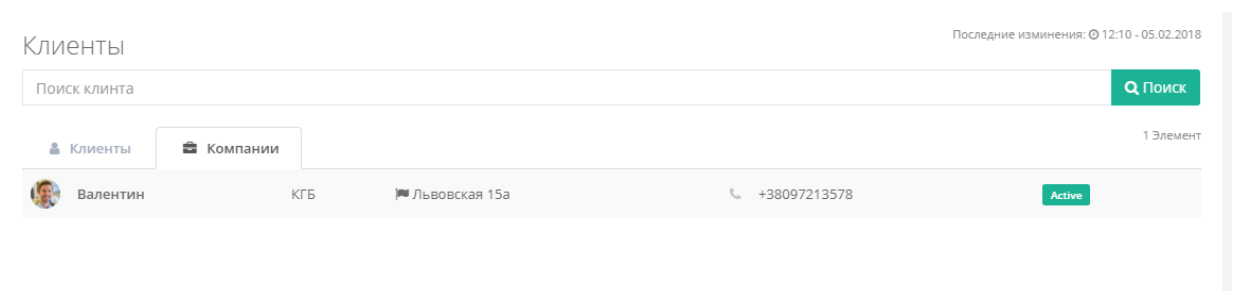 Клиенты
Последние изминения: 12:10 - 05.02.2018
Поиск клинта
Поиск
Клиенты
Компании
1 Элемент
Валентин КГБ Львовская 15а +38097213578 Active